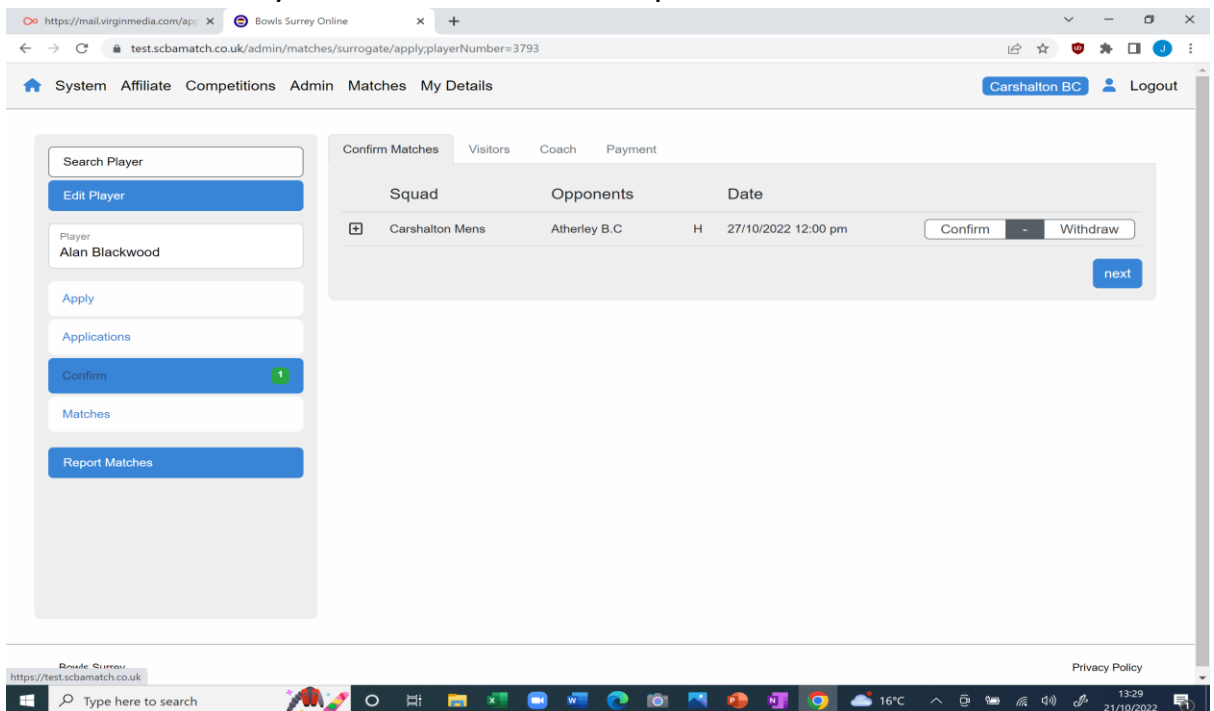 https://mail.virginmedia.com/app
Bowls Surrey Online
test.scbamatch.co.uk/admin/matches/surrogate/apply;playerNumber=3793
J
System Affiliate Competitions Admin Matches My Details
Carshalton BC Logout
Search Player
Edit Player
Player
Alan Blackwood
Apply
Applications
Confirm 1
Matches
Report Matches
Confirm Matches Visitors Coach Payment
Squad Opponents Date
Carshalton Mens Atherley B.C H 27/10/2022 12:00 pm Confirm - Withdraw
next
Bowls Surrey Privacy Policy
https://test.scbamatch.co.uk
Type here to search
16°C
13:29
21/10/2022